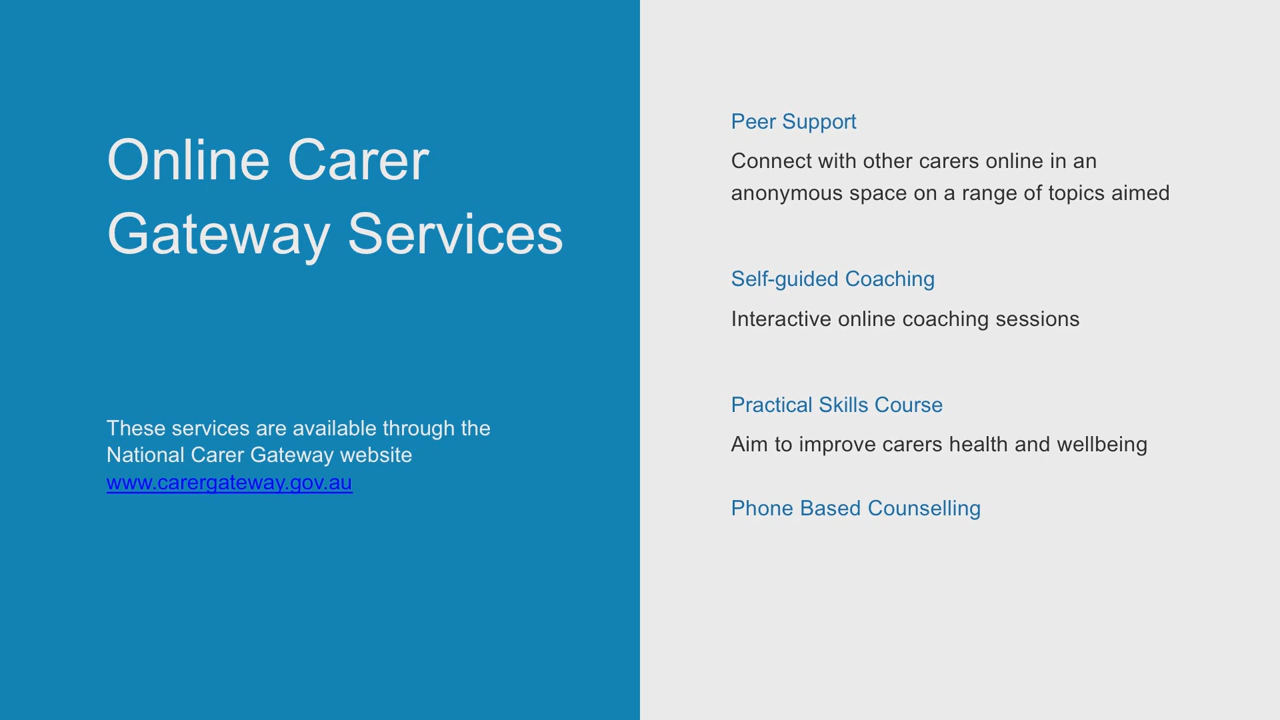 Online Carer
Gateway Services
These services are available through the
National Carer Gateway website
www.carergateway.gov.au
Peer Support
Connect with other carers online in an
anonymous space on a range of topics aimed
Self-guided Coaching
Interactive online coaching sessions
Practical Skills Course
Aim to improve carers health and wellbeing
Phone Based Counselling